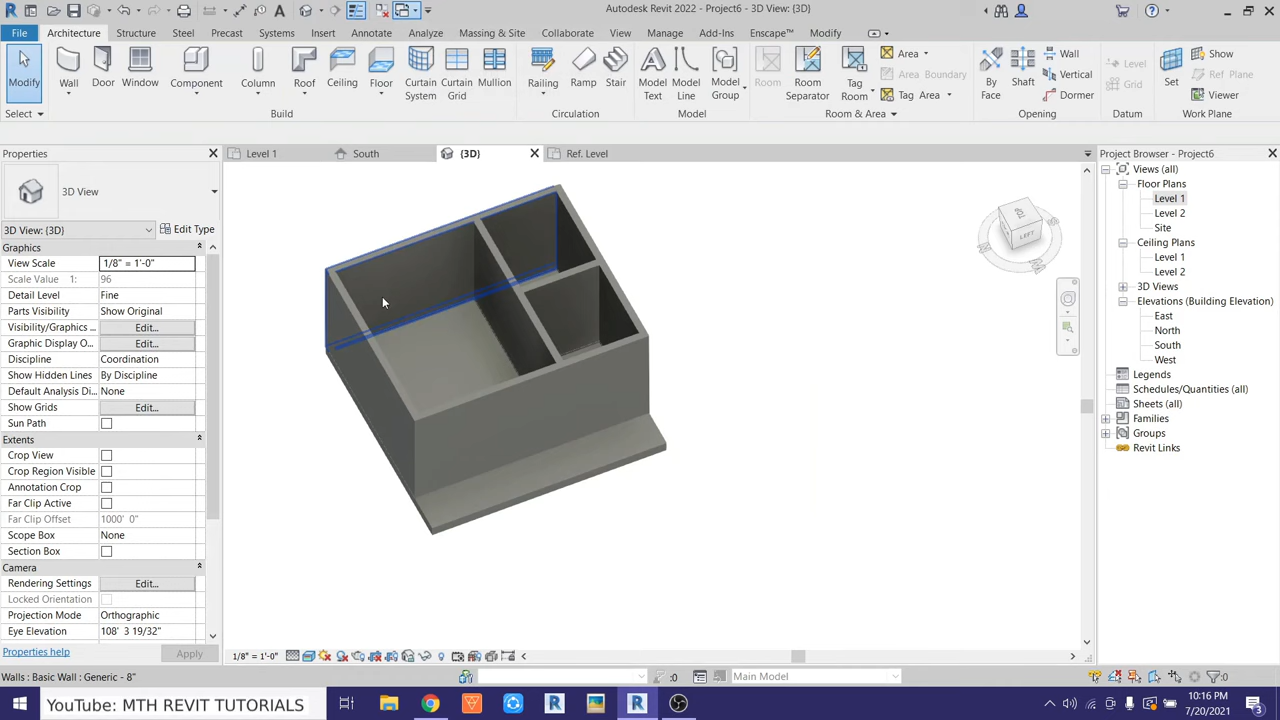 Autodesk Revit 2022 - Project6 - 3D View: {3D}
File Architecture Structure Steel Precast Systems Insert Annotate Analyze Massing & Site Collaborate View Manage Add-Ins Enscape™ Modify
Modify Wall Door Window Component Column Roof Ceiling Floor Curtain System Curtain Grid Mullion Railing Ramp Stair Model Text Model Line Model Group Room Room Separator Tag Room By Face Shaft Set
Area Wall Level Show
Area Boundary Vertical Grid Ref Plane
Tag Area Dormer Viewer
Select Build Circulation Model Room & Area Opening Datum Work Plane
Properties
3D View
3D View: {3D} Edit Type
Graphics
View Scale 1/8" = 1'-0"
Scale Value 1: 96
Detail Level Fine
Parts Visibility Show Original
Visibility/Graphics ... Edit...
Graphic Display O... Edit...
Discipline Coordination
Show Hidden Lines By Discipline
Default Analysis Di... None
Show Grids Edit...
Sun Path
Extents
Crop View
Crop Region Visible
Annotation Crop
Far Clip Active
Far Clip Offset 1000' 0"
Scope Box None
Section Box
Camera
Rendering Settings Edit...
Locked Orientation
Projection Mode Orthographic
Eye Elevation 108' 3 19/32"
Properties help Apply
Level 1 South {3D} Ref. Level
LEFT
Project Browser - Project6
Views (all)
Floor Plans
Level 1
Level 2
Site
Ceiling Plans
Level 1
Level 2
3D Views
Elevations (Building Elevation)
East
North
South
West
Legends
Schedules/Quantities (all)
Sheets (all)
Families
Groups
Revit Links
1/8" = 1'-0"
Walls : Basic Wall : Generic - 8" :0 Main Model :0
YouTube: MTH REVIT TUTORIALS
10:16 PM
7/20/2021
3